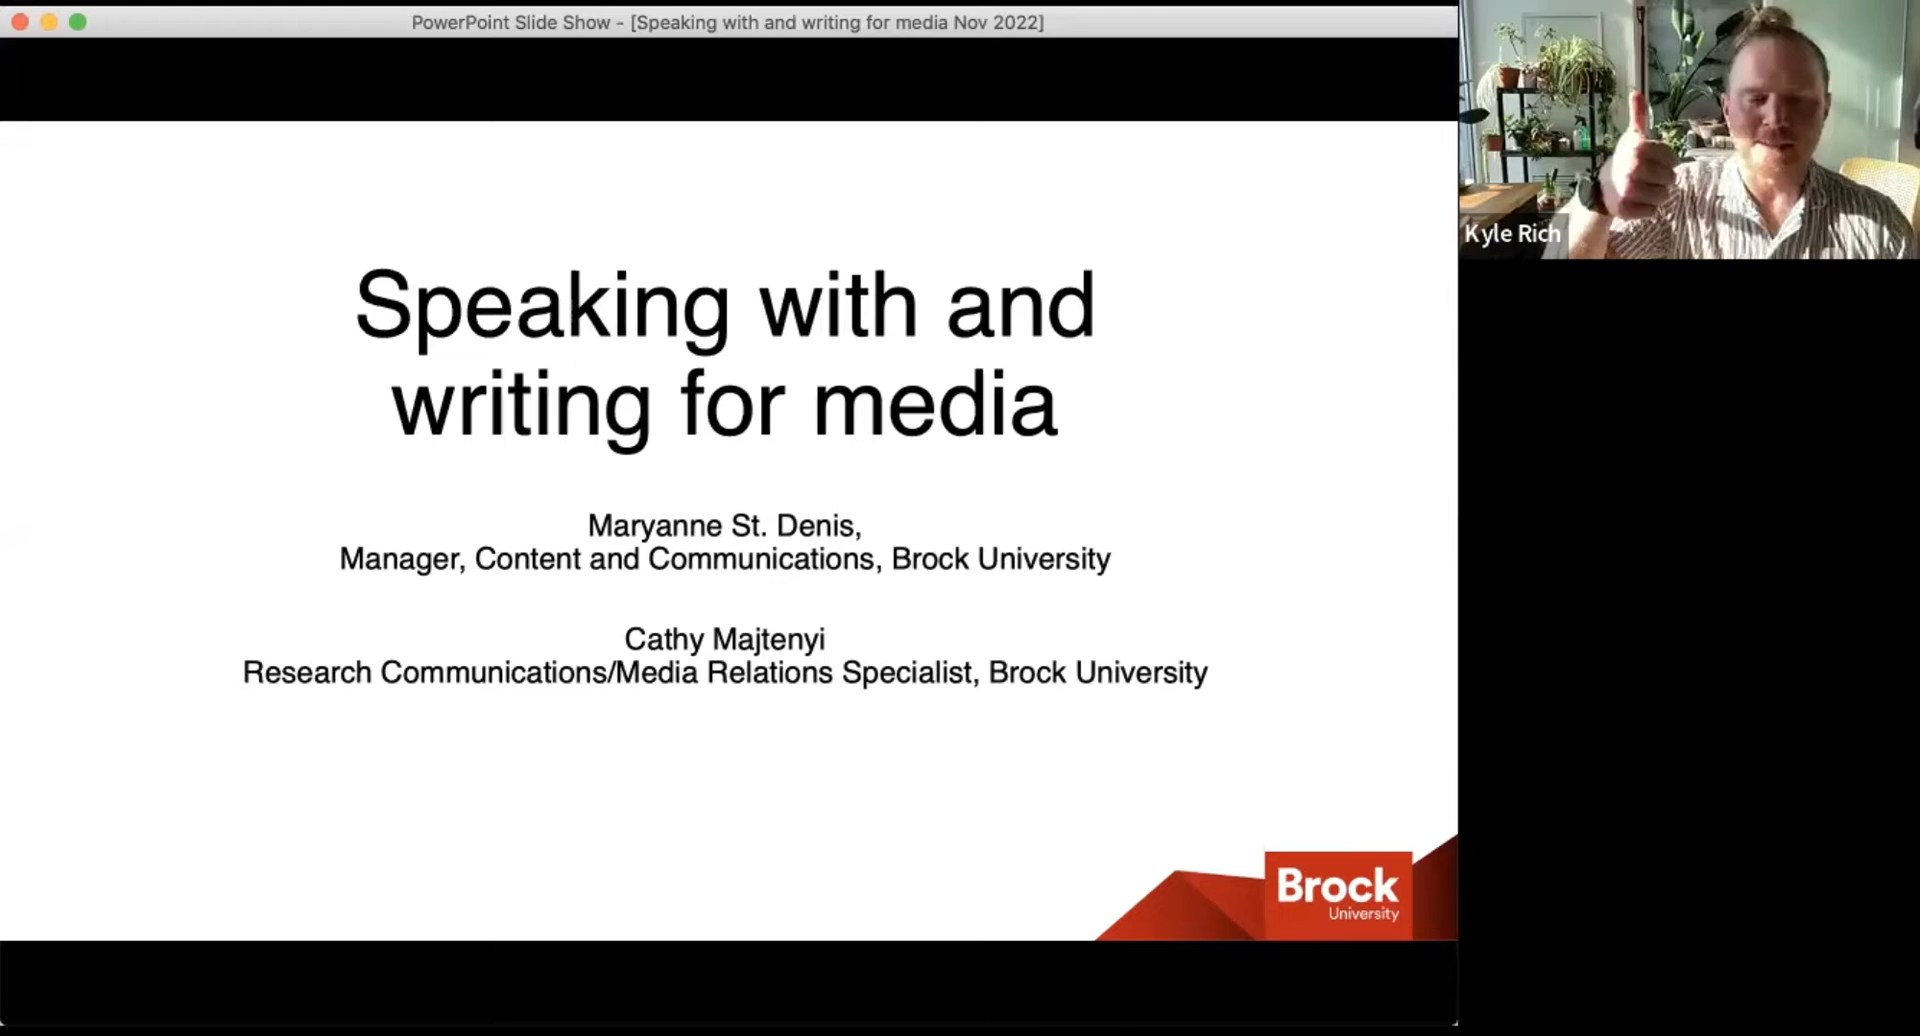 PowerPoint Slide Show - [Speaking with and writing for media Nov 2022]
Kyle Rich
Speaking with and
writing for media
Maryanne St. Denis,
Manager, Content and Communications, Brock University
Cathy Majtenyi
Research Communications/Media Relations Specialist, Brock University
Brock
University